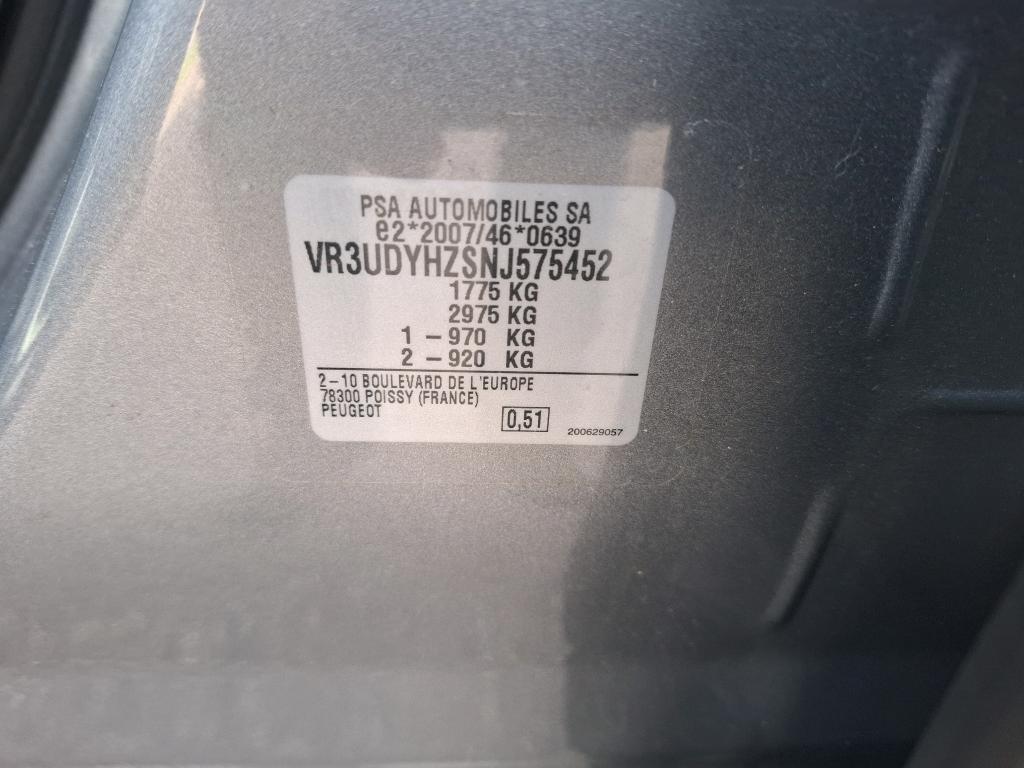 PSA AUTOMOBILES SA
e2*2007/46*0639
VR3UDYHZSNJ575452
1775 KG
2975 KG
1 – 970 KG
2 – 920 KG
2–10 BOULEVARD DE L'EUROPE
78300 POISSY (FRANCE)
PEUGEOT
0,51
200629057